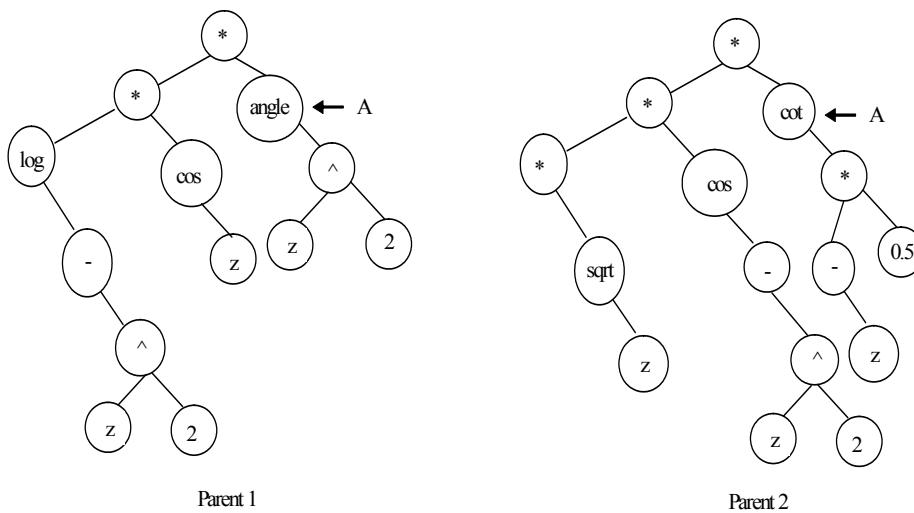 *
*
angle
A
log
cos
^
z
z
2
-
^
z
2
Parent 1
*
*
cot
A
*
cos
*
sqrt
-
-
0.5
z
^
z
z
2
Parent 2